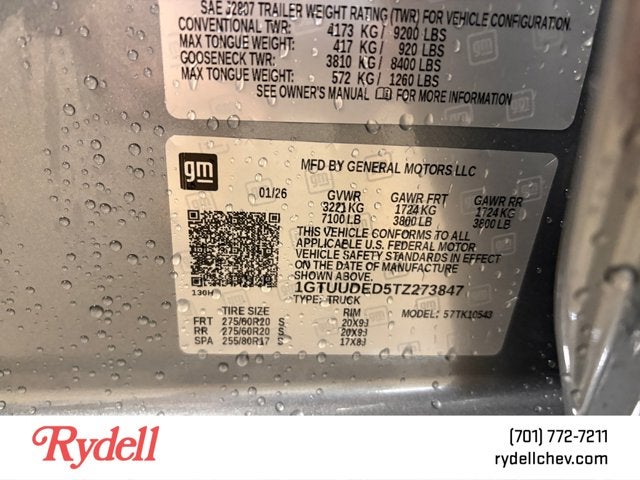 SAE J2807 TRAILER WEIGHT RATING (TWR) FOR VEHICLE CONFIGURATION.
CONVENTIONAL TWR: 4173 KG/ 9200 LBS
MAX TONGUE WEIGHT: 417 KG/ 920 LBS
GOOSENECK TWR: 3810 KG/ 8400 LBS
MAX TONGUE WEIGHT: 572 KG/ 1260 LBS
SEE OWNER'S MANUAL FOR MORE INFORMATION
gm
MFD BY GENERAL MOTORS LLC
01/26 GVWR GAWR FRT GAWR RR
3221 KG 1724 KG 1724 KG
7100 LB 3800 LB 3800 LB
THIS VEHICLE CONFORMS TO ALL
APPLICABLE U.S. FEDERAL MOTOR
VEHICLE SAFETY STANDARDS IN
EFFECT ON THE DATE OF MANUFACTURE
SHOWN ABOVE.
1GTUUDED5TZ273847
130H TYPE: TRUCK MODEL: 57TK10543
TIRE SIZE RIM
FRT 275/60R20 S 20X9J
RR 275/60R20 S 20X9J
SPA 255/80R17 S 17X8J
Rydell
(701) 772-7211
rydellchev.com